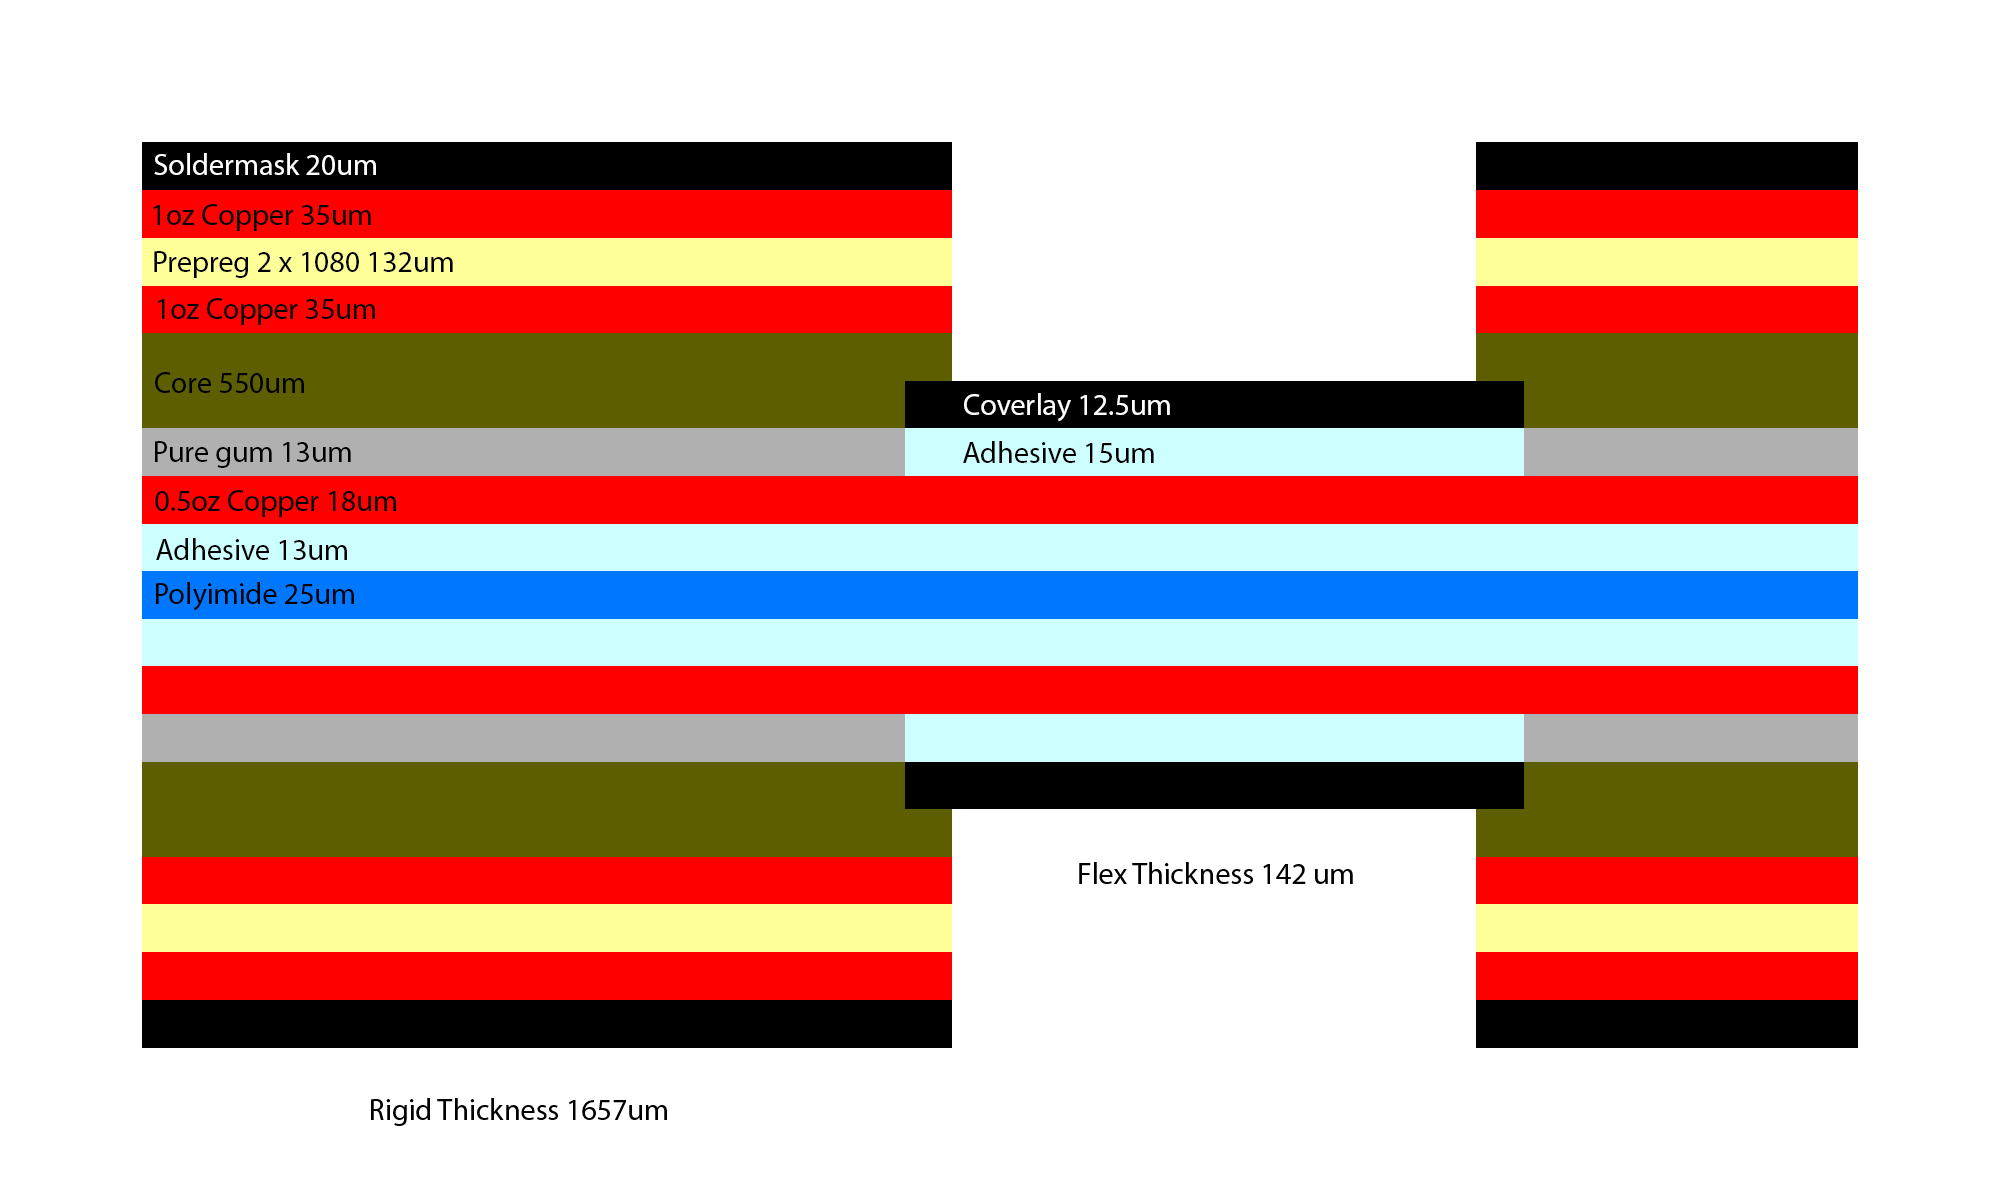 Soldermask 20um
1oz Copper 35um
Prepreg 2 x 1080 132um
1oz Copper 35um
Core 550um
Coverlay 12.5um
Pure gum 13um
Adhesive 15um
0.5oz Copper 18um
Adhesive 13um
Polyimide 25um
Flex Thickness 142 um
Rigid Thickness 1657um